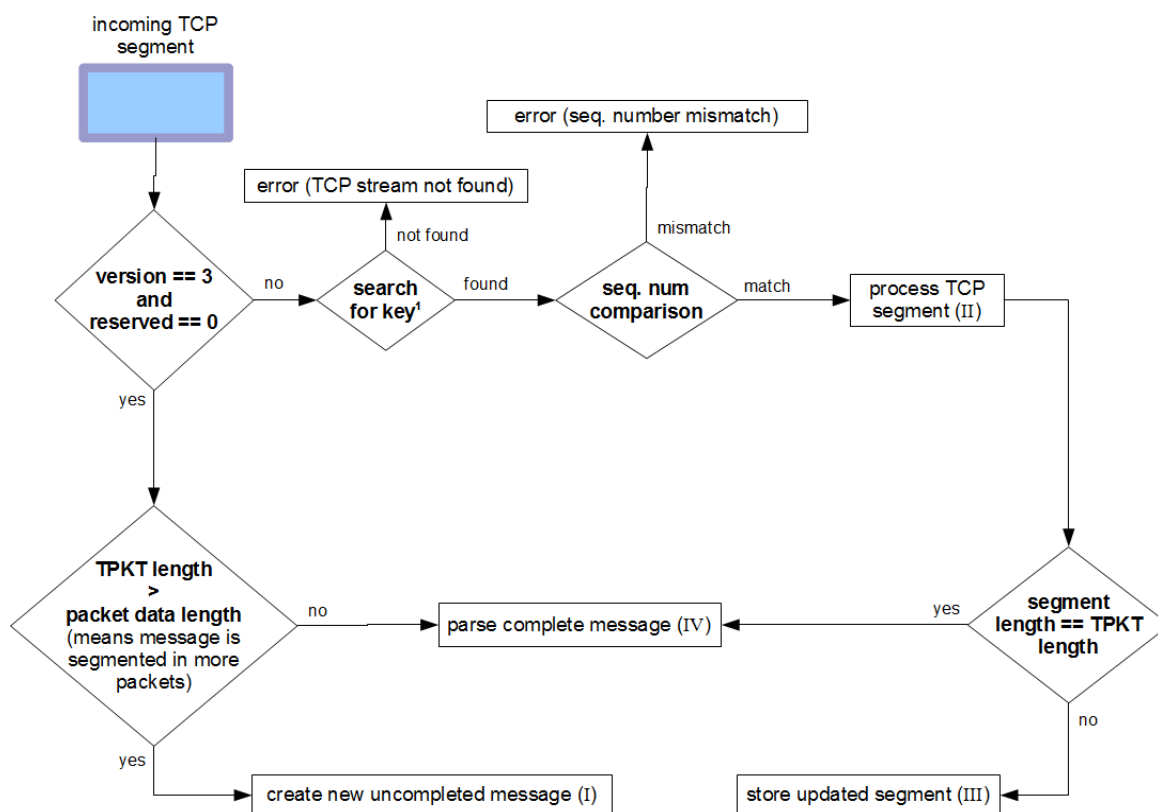 incoming TCP
segment
error (seq. number mismatch)
error (TCP stream not found)
not found
mismatch
version == 3
and
reserved == 0
no
search
for key¹
found
seq. num
comparison
match
process TCP
segment (II)
yes
TPKT length
>
packet data length
(means message is
segmented in more
packets)
no
parse complete message (IV)
yes
segment
length == TPKT
length
no
yes
create new uncompleted message (I)
store updated segment (III)